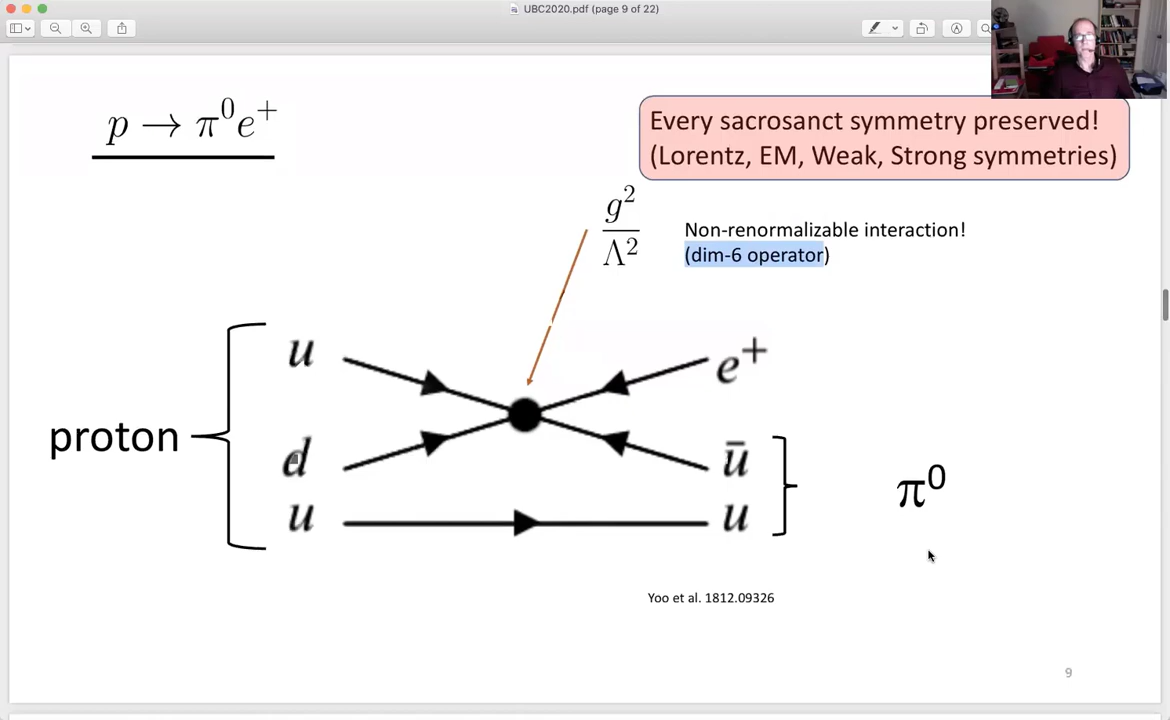 UBC2020.pdf (page 9 of 22)
p → π⁰e⁺
Every sacrosanct symmetry preserved!
(Lorentz, EM, Weak, Strong symmetries)
g²
Λ²
Non-renormalizable interaction!
(dim-6 operator)
u
e⁺
proton
d
ū
π⁰
u
u
Yoo et al. 1812.09326
9